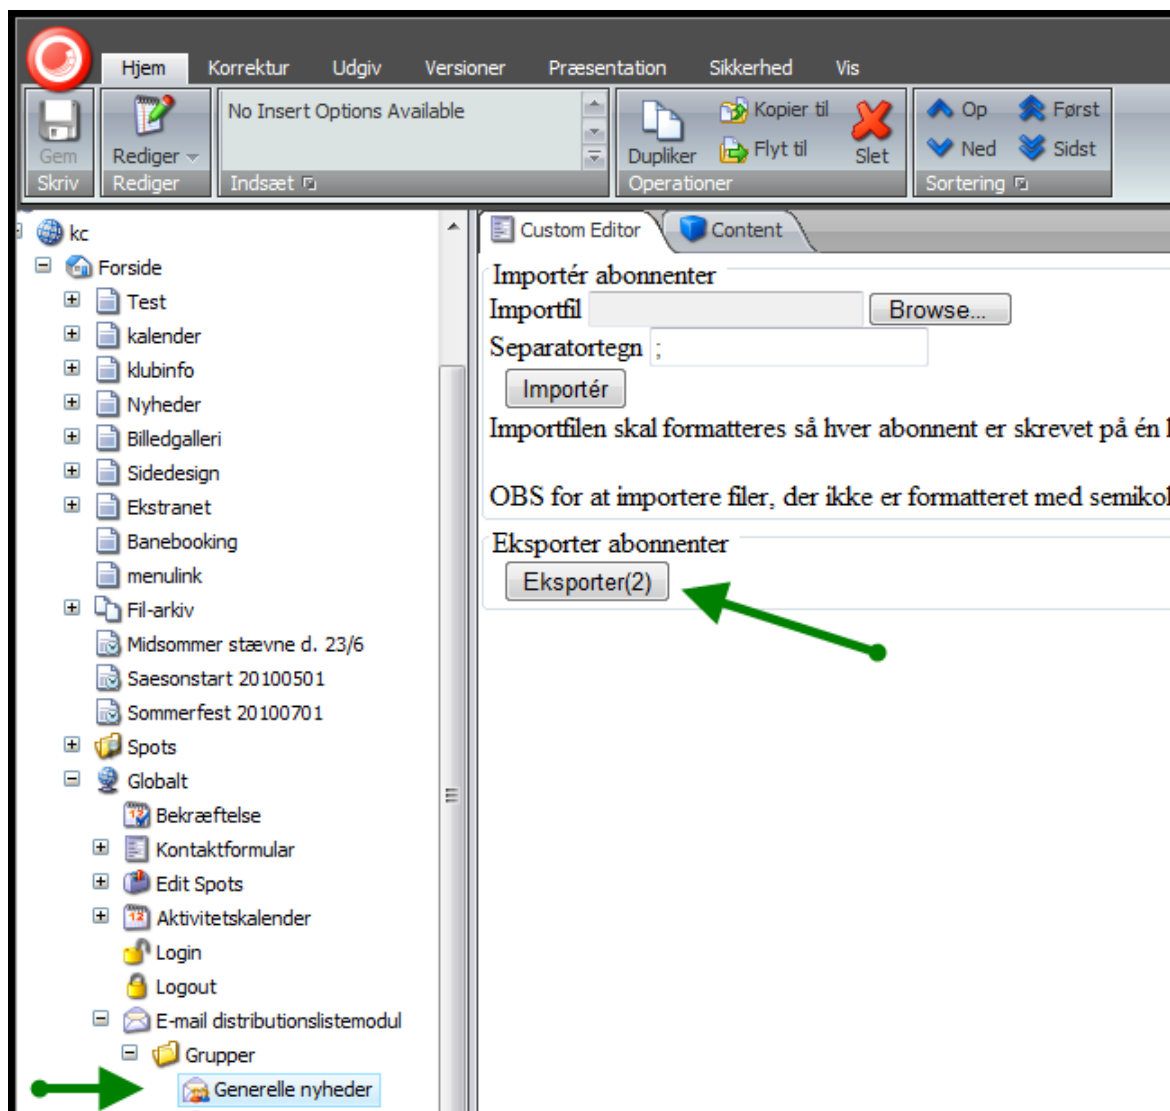 Hjem Korrektur Udgiv Versioner Præsentation Sikkerhed Vis
No Insert Options Available
Gem
Skriv
Rediger
Rediger
Indsæt
Dupliker
Kopier til
Flyt til
Slet
Operationer
Op
Først
Ned
Sidst
Sortering
kc
Forside
Test
kalender
klubinfo
Nyheder
Billedgalleri
Sidedesign
Ekstranet
Banebooking
menulink
Fil-arkiv
Midsommer stævne d. 23/6
Saesonstart 20100501
Sommerfest 20100701
Spots
Globalt
Bekræftelse
Kontaktformular
Edit Spots
Aktivitetskalender
Login
Logout
E-mail distributionslistemodul
Grupper
Generelle nyheder
Custom Editor
Content
Importér abonnenter
Importfil Browse...
Separatortegn ;
Importér
Importfilen skal formatteres så hver abonnent er skrevet på én
OBS for at importere filer, der ikke er formatteret med semikol
Eksporter abonnenter
Eksporter(2)